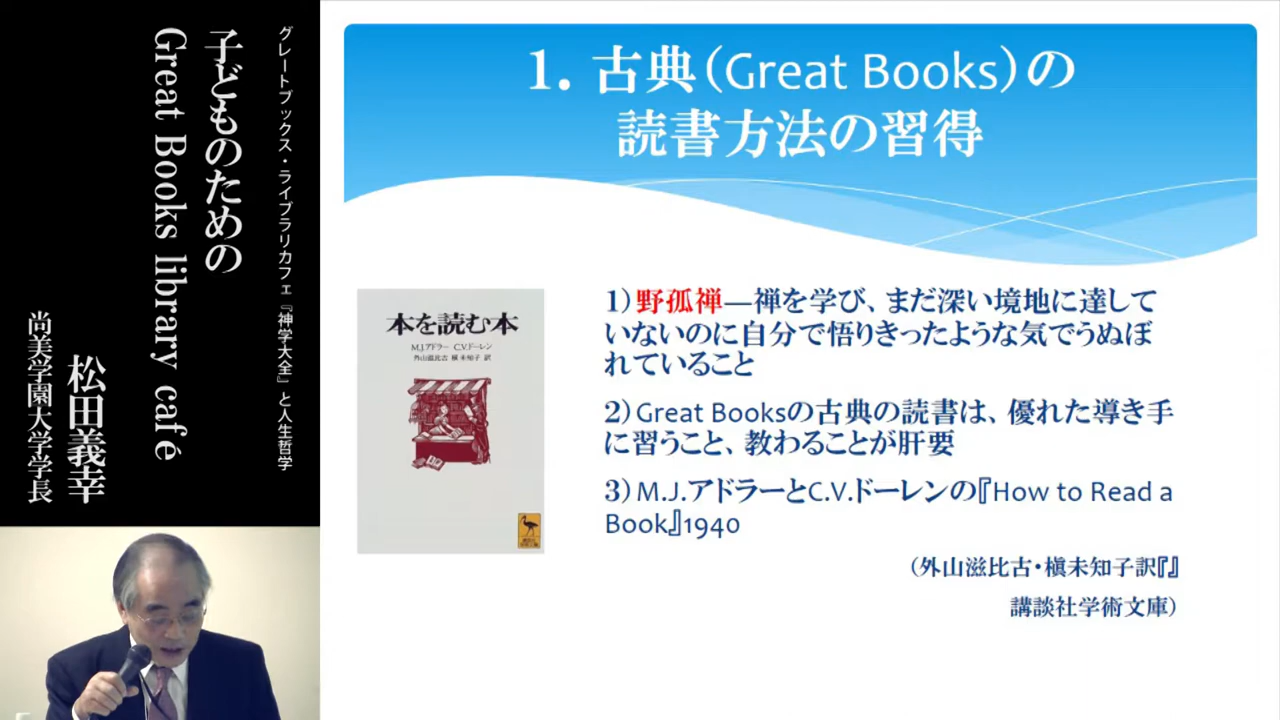 グレートブックス・ライブラリカフェ『神学大全』と人生哲学
子どものための
Great Books library café
松田義幸
尚美学園大学学長
1. 古典（Great Books）の
読書方法の習得
本を読む本
M.J.アドラー C.V.ドーレン
外山滋比古 槇 未知子 訳
1）野孤禅―禅を学び、まだ深い境地に達して
いないのに自分で悟りきったような気でうぬぼ
れていること
2）Great Booksの古典の読書は、優れた導き手
に習うこと、教わることが肝要
3）M.J.アドラーとC.V.ドーレンの『How to Read a
Book』1940
（外山滋比古・槇未知子訳『』
講談社学術文庫）